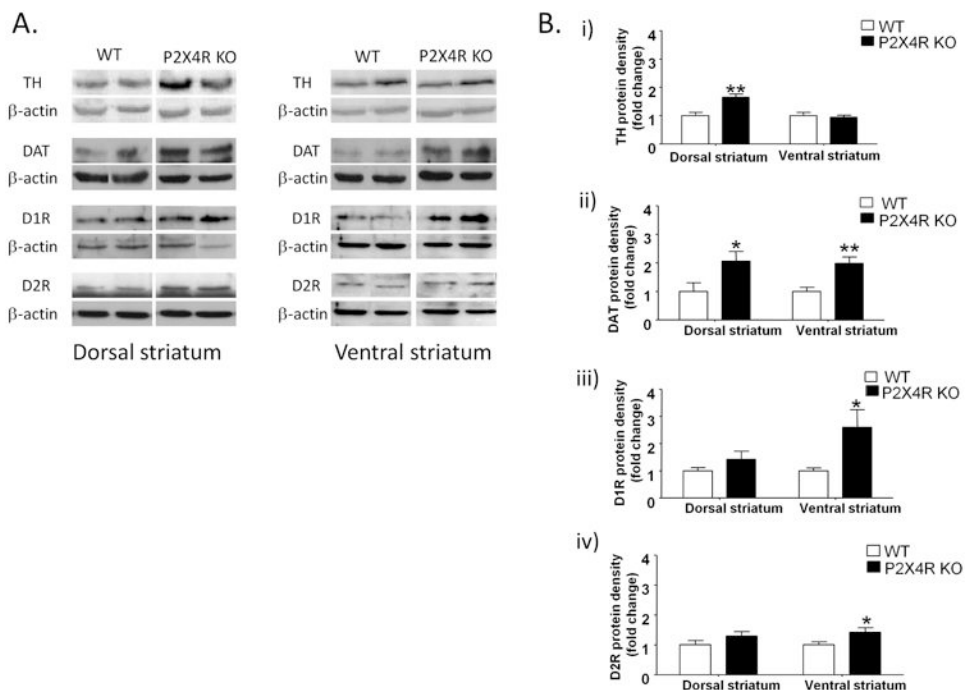 A.
WT P2X4R KO
TH
β-actin
DAT
β-actin
D1R
β-actin
D2R
β-actin
Dorsal striatum
WT P2X4R KO
TH
β-actin
DAT
β-actin
D1R
β-actin
D2R
β-actin
Ventral striatum
B.
i)
WT
P2X4R KO
TH protein density
(fold change)
4
3
2
1
0
**
Dorsal striatum Ventral striatum
ii)
WT
P2X4R KO
DAT protein density
(fold change)
4
3
2
1
0
* **
Dorsal striatum Ventral striatum
iii)
WT
P2X4R KO
D1R protein density
(fold change)
4
3
2
1
0
*
Dorsal striatum Ventral striatum
iv)
WT
P2X4R KO
D2R protein density
(fold change)
4
3
2
1
0
*
Dorsal striatum Ventral striatum